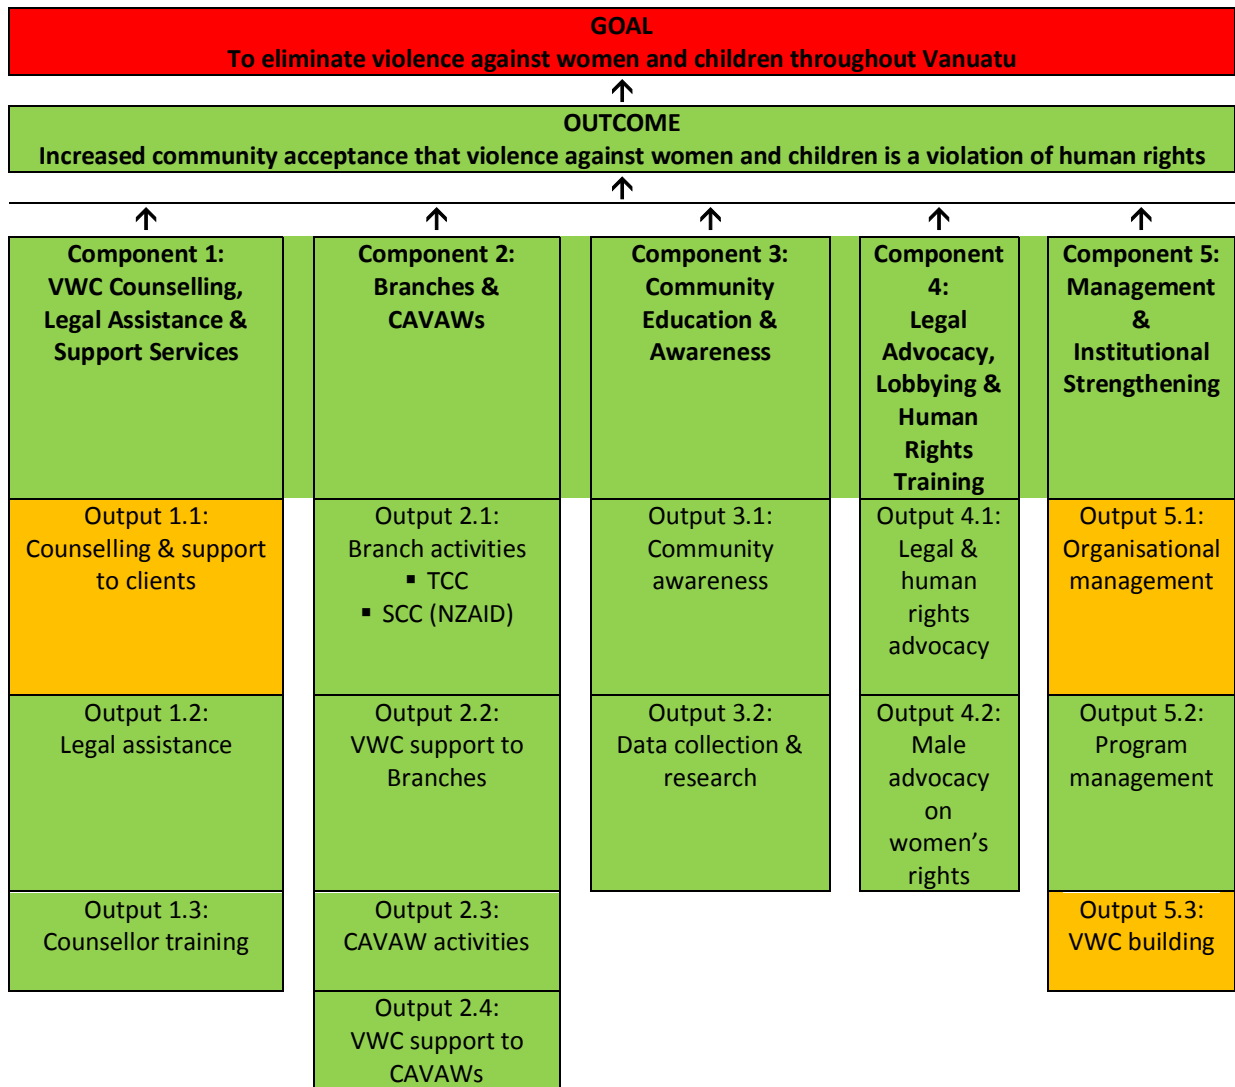 GOAL
To eliminate violence against women and children throughout Vanuatu
↑
OUTCOME
Increased community acceptance that violence against women and children is a violation of human rights
↑
↑ ↑ ↑ ↑ ↑
Component 1:
VWC Counselling,
Legal Assistance &
Support Services
Component 2:
Branches &
CAVAWs
Component 3:
Community
Education &
Awareness
Component
4:
Legal
Advocacy,
Lobbying &
Human
Rights
Training
Component 5:
Management
&
Institutional
Strengthening
Output 1.1:
Counselling & support
to clients
Output 2.1:
Branch activities
▪ TCC
▪ SCC (NZAID)
Output 3.1:
Community
awareness
Output 4.1:
Legal &
human
rights
advocacy
Output 5.1:
Organisational
management
Output 1.2:
Legal assistance
Output 2.2:
VWC support to
Branches
Output 3.2:
Data collection &
research
Output 4.2:
Male
advocacy
on
women’s
rights
Output 5.2:
Program
management
Output 1.3:
Counsellor training
Output 2.3:
CAVAW activities
Output 5.3:
VWC building
Output 2.4:
VWC support to
CAVAWs